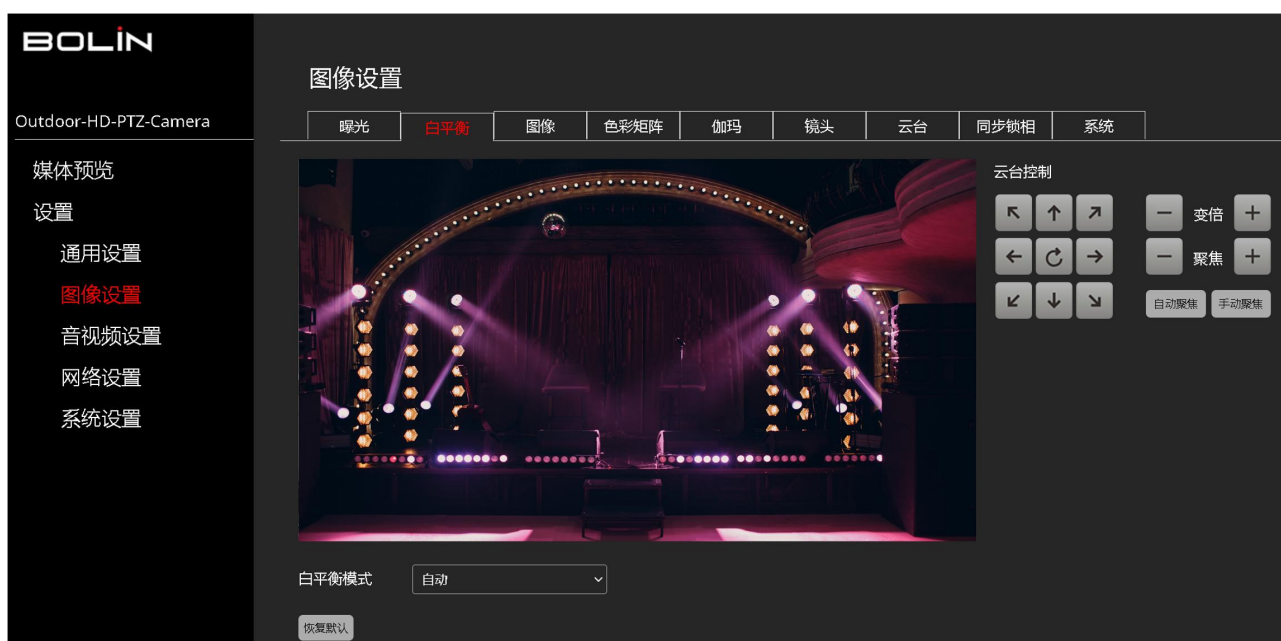 BOLIN
Outdoor-HD-PTZ-Camera
媒体预览
设置
通用设置
图像设置
音视频设置
网络设置
系统设置
图像设置
曝光 白平衡 图像 色彩矩阵 伽玛 镜头 云台 同步锁相 系统
云台控制
变倍
聚焦
自动聚焦 手动聚焦
白平衡模式 自动
恢复默认